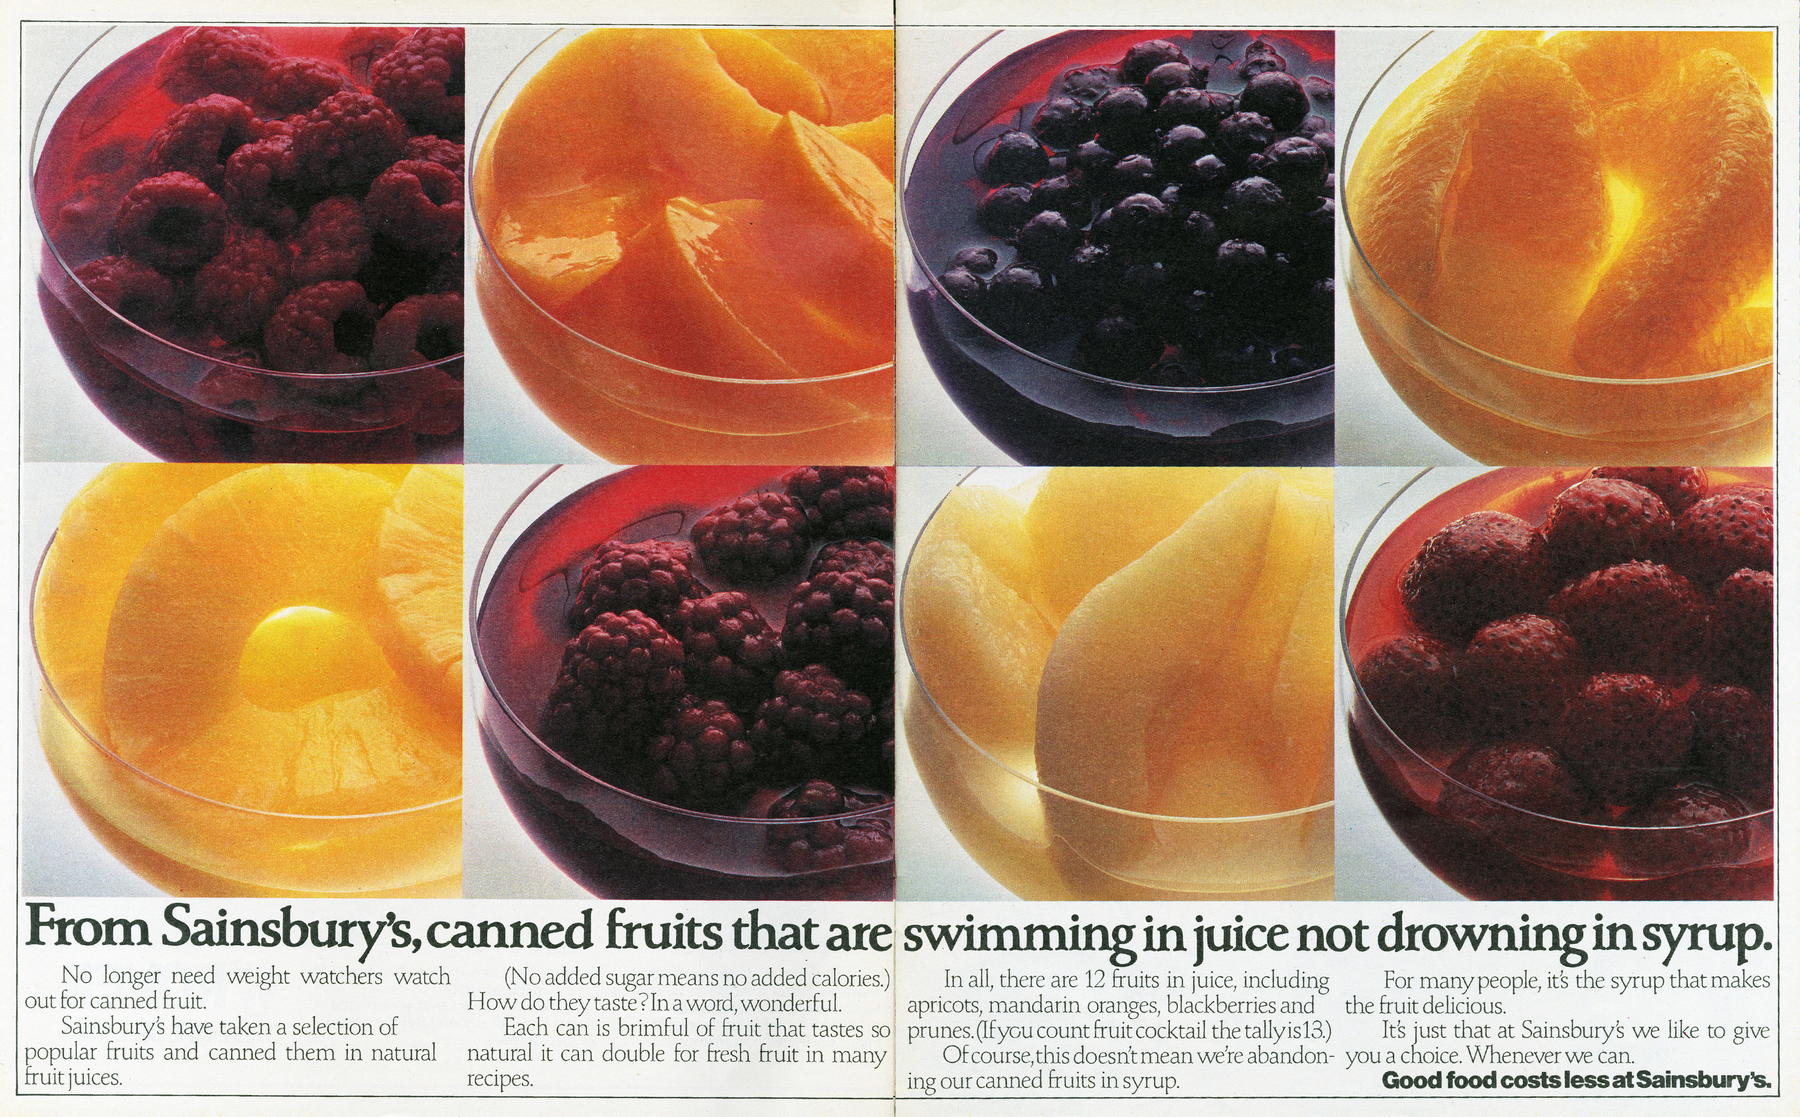 From Sainsbury's, canned fruits that are swimming in juice not drowning in syrup.
No longer need weight watchers watch
out for canned fruit.
Sainsbury's have taken a selection of
popular fruits and canned them in natural
fruit juices.
(No added sugar means no added calories.)
How do they taste? In a word, wonderful.
Each can is brimful of fruit that tastes so
natural it can double for fresh fruit in many
recipes.
In all, there are 12 fruits in juice, including
apricots, mandarin oranges, blackberries and
prunes. (If you count fruit cocktail the tally is 13.)
Of course, this doesn't mean we're abandon-
ing our canned fruits in syrup.
For many people, it's the syrup that makes
the fruit delicious.
It's just that at Sainsbury's we like to give
you a choice. Whenever we can.
Good food costs less at Sainsbury's.